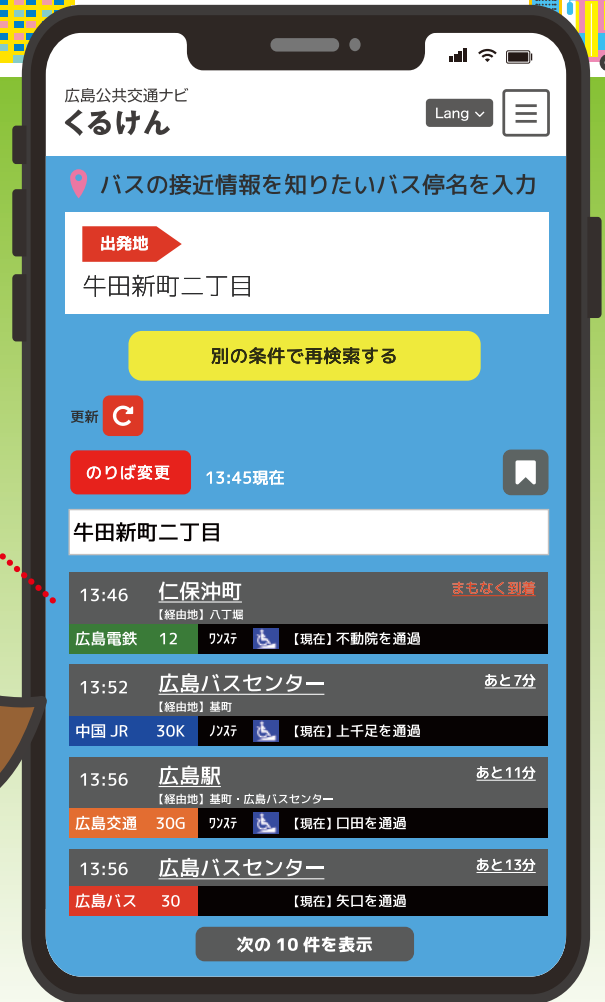 広島公共交通ナビ
くるけん
Lang
バスの接近情報を知りたいバス停名を入力
出発地
牛田新町二丁目
別の条件で再検索する
更新
のりば変更 13:45現在
牛田新町二丁目
13:46 仁保沖町 まもなく到着
【経由地】八丁堀
広島電鉄 12 ワンステ 【現在】不動院を通過
13:52 広島バスセンター あと7分
【経由地】基町
中国 JR 30K ノンステ 【現在】上千足を通過
13:56 広島駅 あと11分
【経由地】基町・広島バスセンター
広島交通 30G ワンステ 【現在】口田を通過
13:56 広島バスセンター あと13分
広島バス 30 【現在】矢口を通過
次の 10 件を表示